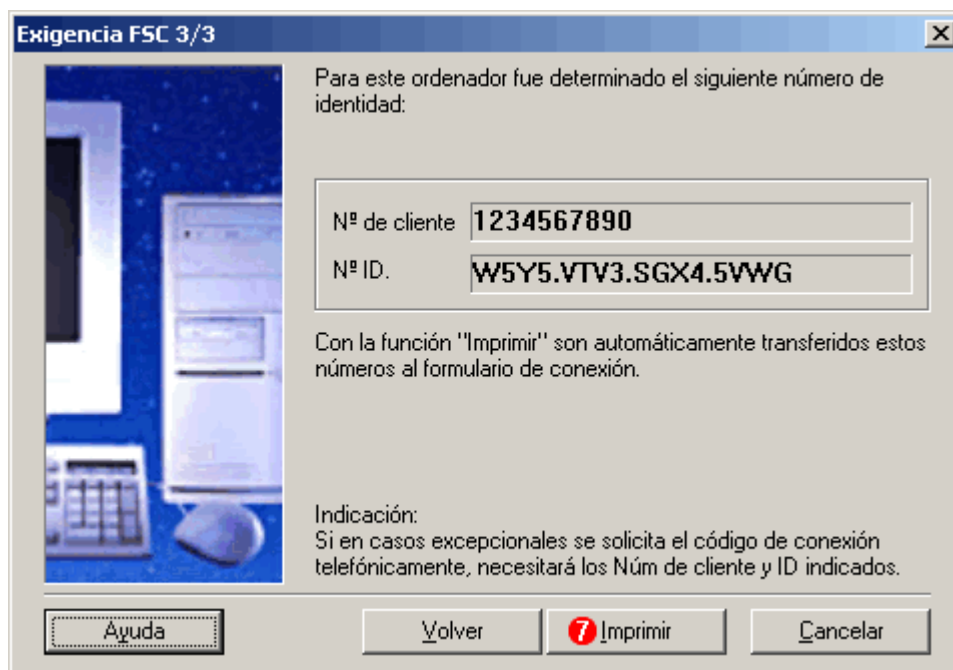 Exigencia FSC 3/3
Para este ordenador fue determinado el siguiente número de
identidad:
Nº de cliente 1234567890
Nº ID. W5Y5.VTV3.SGX4.5VWG
Con la función "Imprimir" son automáticamente transferidos estos
números al formulario de conexión.
Indicación:
Si en casos excepcionales se solicita el código de conexión
telefónicamente, necesitará los Núm de cliente y ID indicados.
Ayuda Volver 7 Imprimir Cancelar